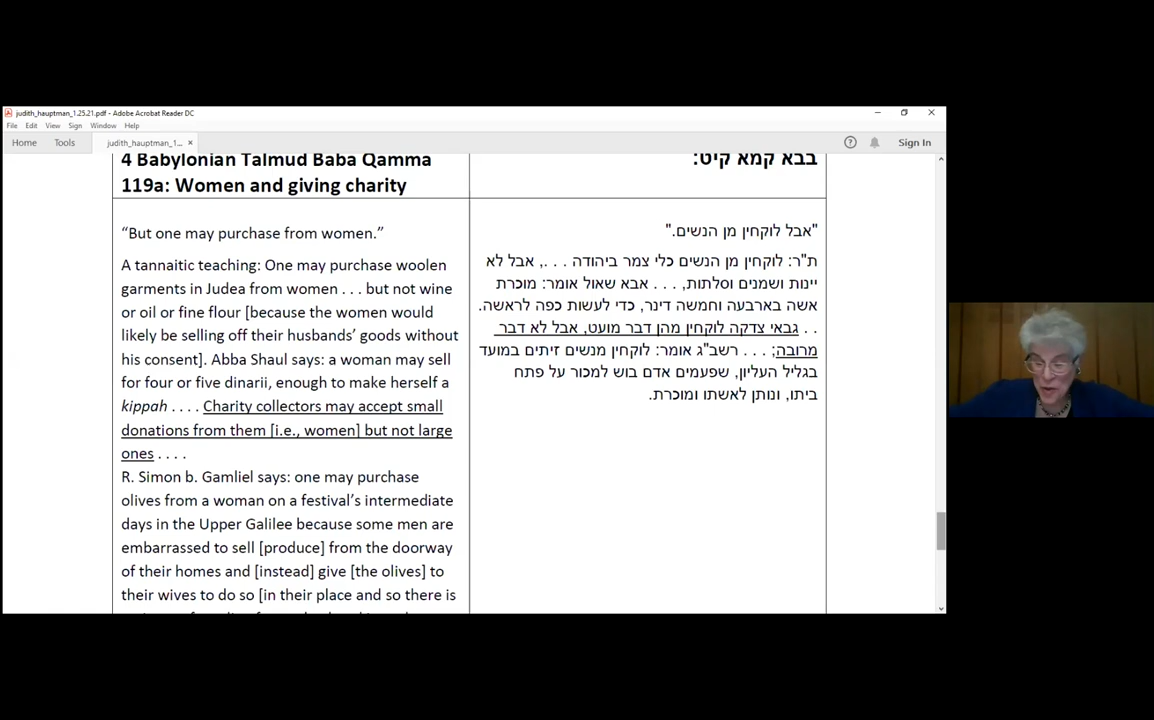 judith_hauptman_1.25.21.pdf - Adobe Acrobat Reader DC
File Edit View Sign Window Help
Home Tools judith_hauptman_1... × Sign In
4 Babylonian Talmud Baba Qamma
119a: Women and giving charity
“But one may purchase from women.”
A tannaitic teaching: One may purchase woolen
garments in Judea from women . . . but not wine
or oil or fine flour [because the women would
likely be selling off their husbands’ goods without
his consent]. Abba Shaul says: a woman may sell
for four or five dinarii, enough to make herself a
kippah . . . . Charity collectors may accept small
donations from them [i.e., women] but not large
ones . . . .
R. Simon b. Gamliel says: one may purchase
olives from a woman on a festival’s intermediate
days in the Upper Galilee because some men are
embarrassed to sell [produce] from the doorway
of their homes and [instead] give [the olives] to
their wives to do so [in their place and so there is
בבא קמא קיט:
"אבל לוקחין מן הנשים."
ת"ר: לוקחין מן הנשים כלי צמר ביהודה . . ., אבל לא
יינות ושמנים וסלתות, . . . אבא שאול אומר: מוכרת
אשה בארבעה וחמשה דינר, כדי לעשות כפה לראשה.
. . גבאי צדקה לוקחין מהן דבר מועט, אבל לא דבר
מרובה; . . . רשב"ג אומר: לוקחין מנשים זיתים במועד
בגליל העליון, שפעמים אדם בוש למכור על פתח
ביתו, ונותן לאשתו ומוכרת.